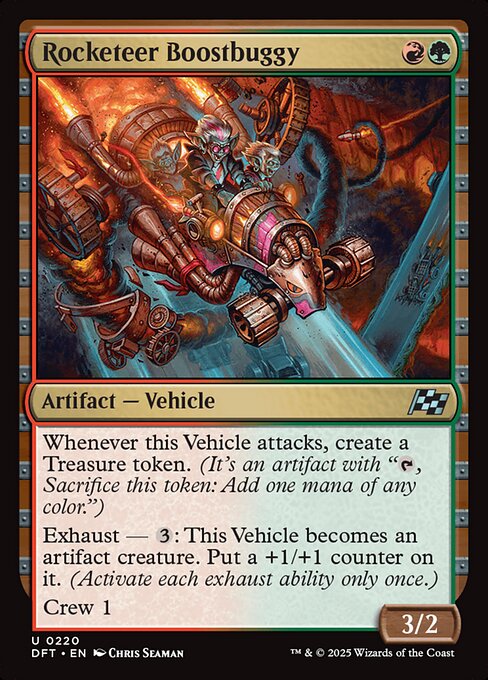 Rocketeer Boostbuggy
Artifact — Vehicle
Whenever this Vehicle attacks, create a
Treasure token. (It's an artifact with “,
Sacrifice this token: Add one mana of any
color.”)
Exhaust — 3: This Vehicle becomes an
artifact creature. Put a +1/+1 counter on
it. (Activate each exhaust ability only once.)
Crew 1
3/2
U 0220
DFT • EN Chris Seaman
™ & © 2025 Wizards of the Coast